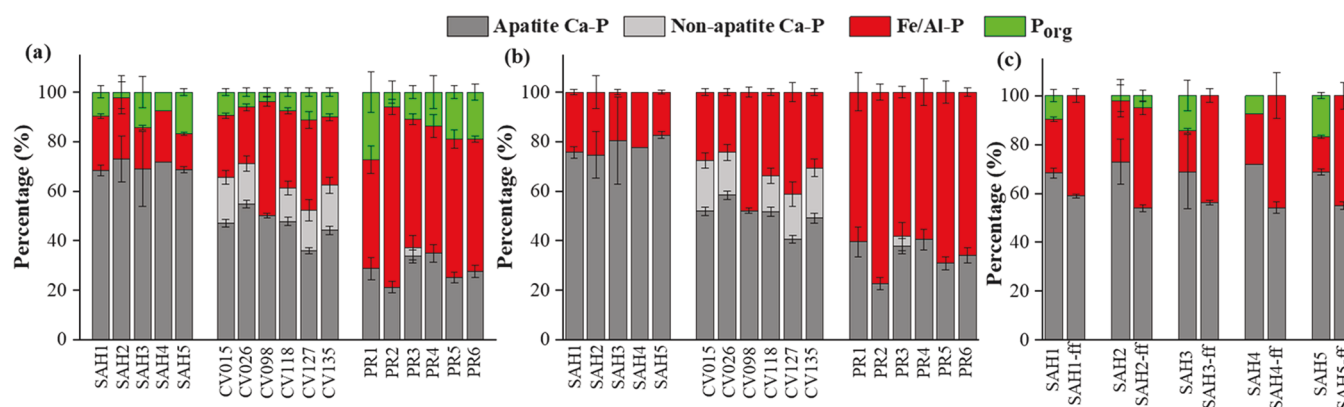 Apatite Ca-P Non-apatite Ca-P Fe/Al-P Porg
(a)
Percentage (%)
100
80
60
40
20
0
SAH1 SAH2 SAH3 SAH4 SAH5 CV015 CV026 CV098 CV118 CV127 CV135 PR1 PR2 PR3 PR4 PR5 PR6
(b)
Percentage (%)
100
80
60
40
20
0
SAH1 SAH2 SAH3 SAH4 SAH5 CV015 CV026 CV098 CV118 CV127 CV135 PR1 PR2 PR3 PR4 PR5 PR6
(c)
Percentage (%)
100
80
60
40
20
0
SAH1 SAH1-ff SAH2 SAH2-ff SAH3 SAH3-ff SAH4 SAH4-ff SAH5